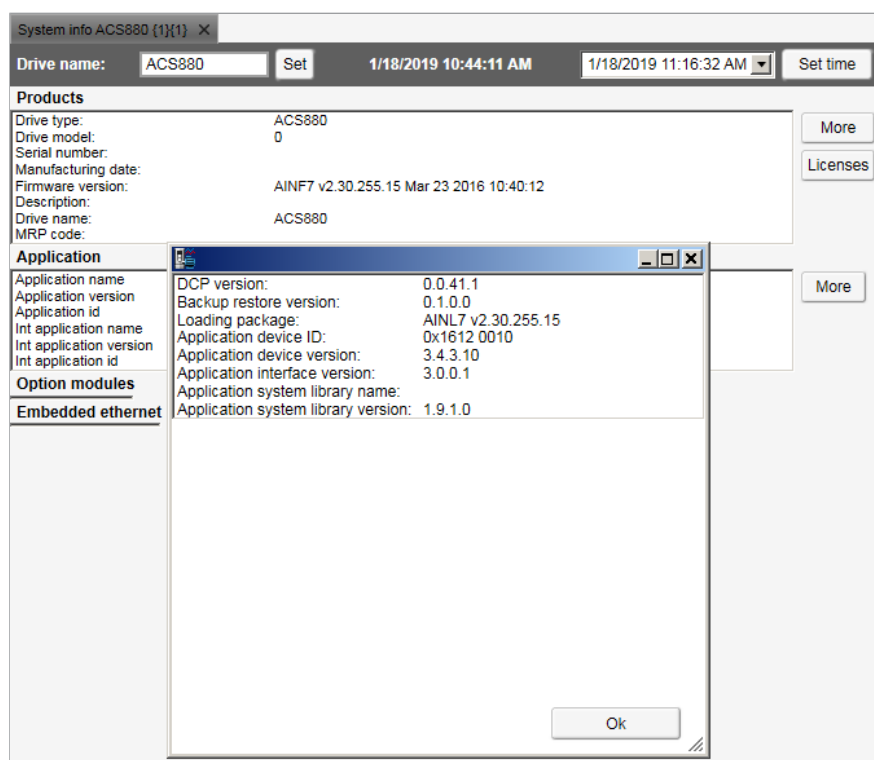 System info ACS880 {1}{1} X
Drive name: ACS880 Set 1/18/2019 10:44:11 AM 1/18/2019 11:16:32 AM Set time
Products
Drive type: ACS880
Drive model: 0
Serial number:
Manufacturing date:
Firmware version: AINF7 v2.30.255.15 Mar 23 2016 10:40:12
Description:
Drive name: ACS880
MRP code:
More
Licenses
Application
Application name
Application version
Application id
Int application name
Int application version
Int application id
More
Option modules
Embedded ethernet
DCP version: 0.0.41.1
Backup restore version: 0.1.0.0
Loading package: AINL7 v2.30.255.15
Application device ID: 0x1612 0010
Application device version: 3.4.3.10
Application interface version: 3.0.0.1
Application system library name:
Application system library version: 1.9.1.0
Ok